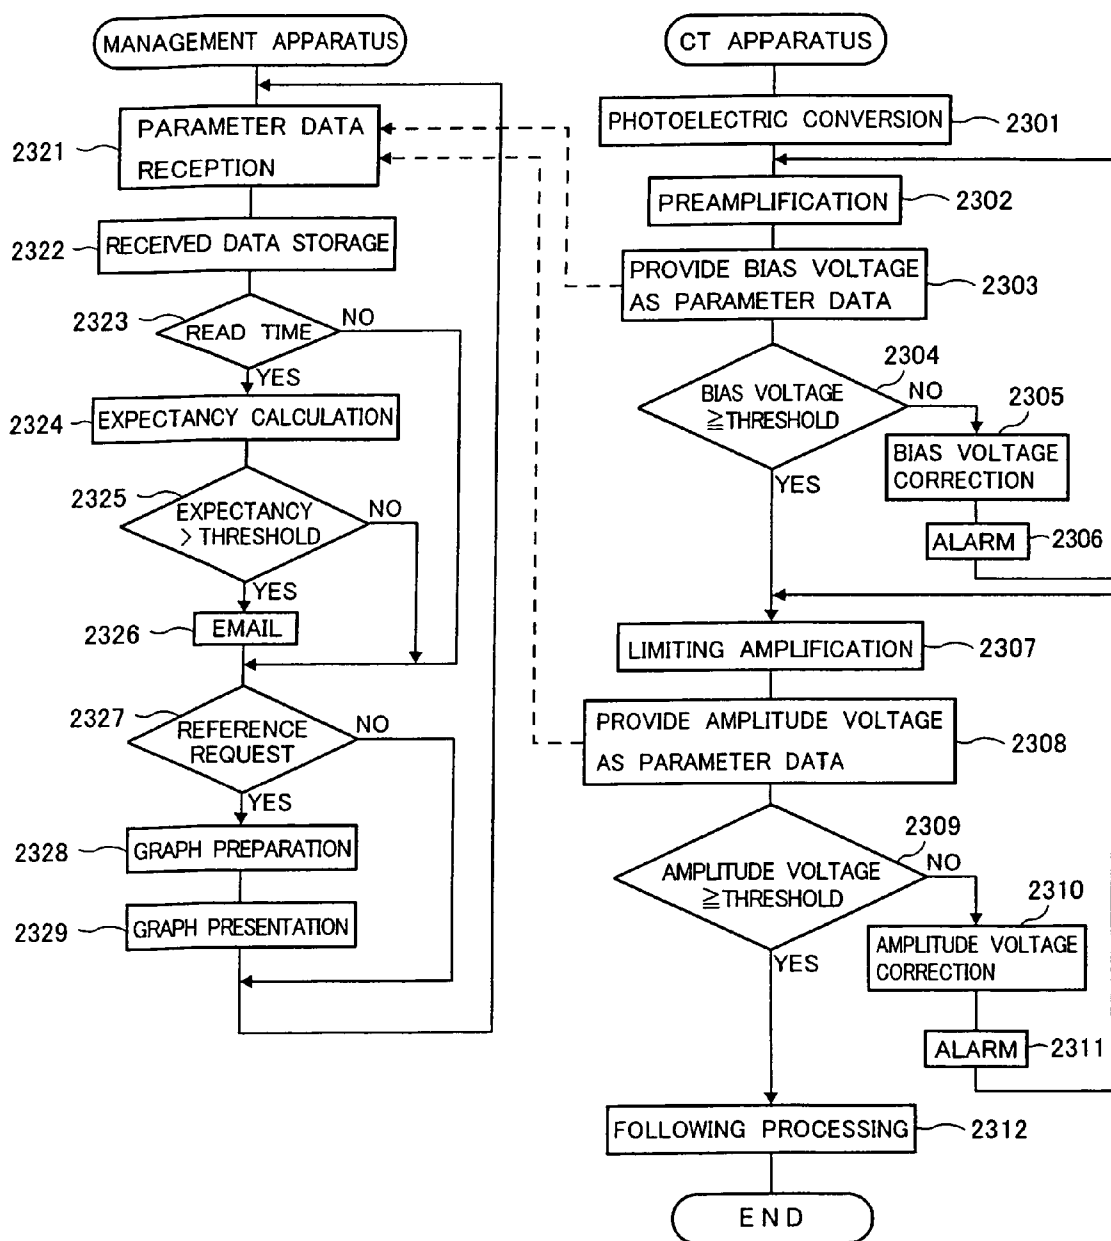 MANAGEMENT APPARATUS
PARAMETER DATA
RECEPTION
2321
RECEIVED DATA STORAGE
2322
READ TIME
2323
NO
YES
EXPECTANCY CALCULATION
2324
EXPECTANCY
> THRESHOLD
2325
NO
YES
EMAIL
2326
REFERENCE
REQUEST
2327
NO
YES
GRAPH PREPARATION
2328
GRAPH PRESENTATION
2329
CT APPARATUS
PHOTOELECTRIC CONVERSION
2301
PREAMPLIFICATION
2302
PROVIDE BIAS VOLTAGE
AS PARAMETER DATA
2303
BIAS VOLTAGE
≧THRESHOLD
2304
NO
YES
2305
BIAS VOLTAGE
CORRECTION
ALARM
2306
LIMITING AMPLIFICATION
2307
PROVIDE AMPLITUDE VOLTAGE
AS PARAMETER DATA
2308
AMPLITUDE VOLTAGE
≧THRESHOLD
2309
NO
YES
2310
AMPLITUDE VOLTAGE
CORRECTION
ALARM
2311
FOLLOWING PROCESSING
2312
END